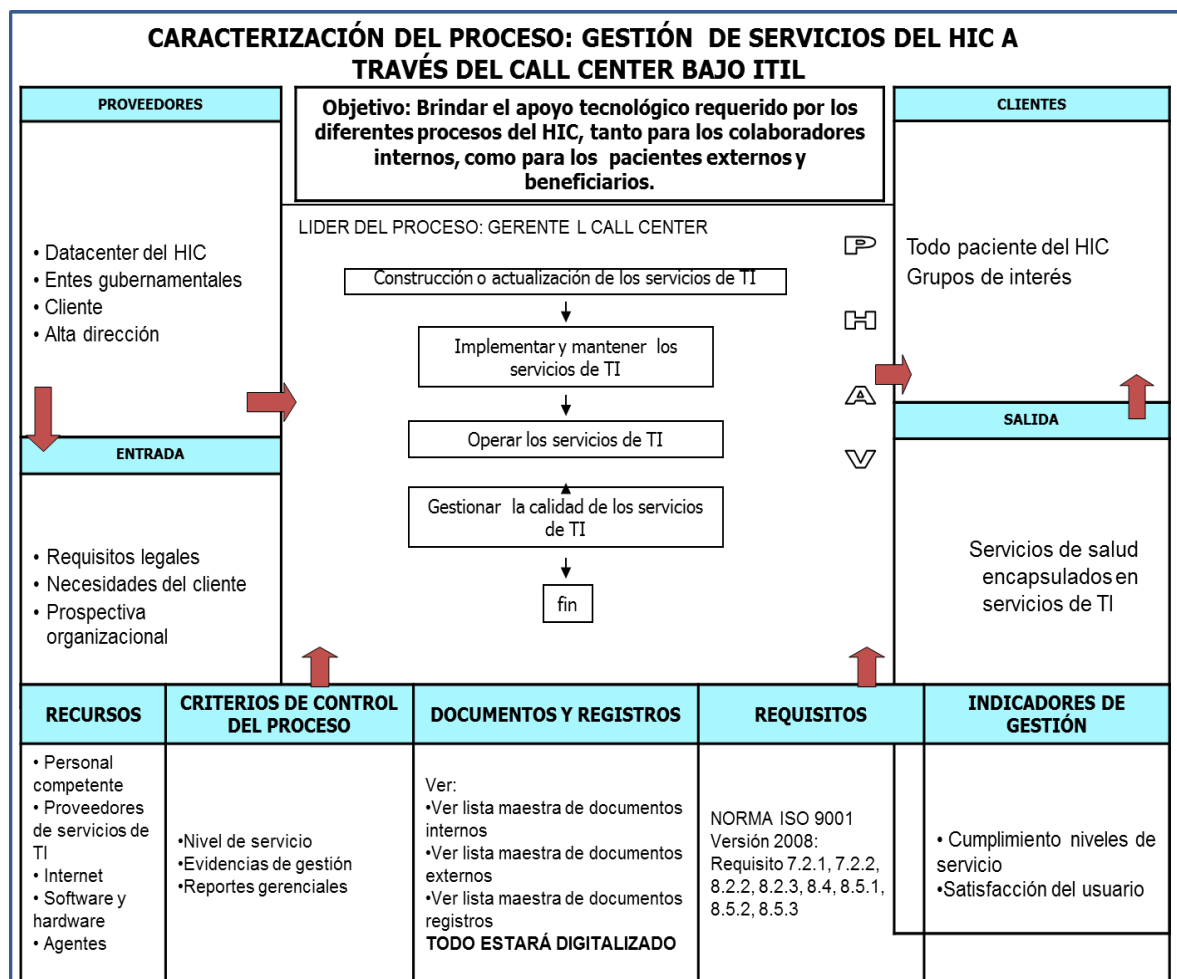 CARACTERIZACIÓN DEL PROCESO: GESTIÓN DE SERVICIOS DEL HIC A
TRAVÉS DEL CALL CENTER BAJO ITIL
PROVEEDORES
• Datacenter del HIC
• Entes gubernamentales
• Cliente
• Alta dirección
ENTRADA
• Requisitos legales
• Necesidades del cliente
• Prospectiva
organizacional
Objetivo: Brindar el apoyo tecnológico requerido por los
diferentes procesos del HIC, tanto para los colaboradores
internos, como para los pacientes externos y
beneficiarios.
LIDER DEL PROCESO: GERENTE L CALL CENTER
Construcción o actualización de los servicios de TI
Implementar y mantener los
servicios de TI
Operar los servicios de TI
Gestionar la calidad de los servicios
de TI
fin
P
H
A
V
CLIENTES
Todo paciente del HIC
Grupos de interés
SALIDA
Servicios de salud
encapsulados en
servicios de TI
RECURSOS
• Personal
competente
• Proveedores
de servicios de
TI
• Internet
• Software y
hardware
• Agentes
CRITERIOS DE CONTROL
DEL PROCESO
•Nivel de servicio
•Evidencias de gestión
•Reportes gerenciales
DOCUMENTOS Y REGISTROS
Ver:
•Ver lista maestra de documentos
internos
•Ver lista maestra de documentos
externos
•Ver lista maestra de documentos
registros
TODO ESTARÁ DIGITALIZADO
REQUISITOS
NORMA ISO 9001
Versión 2008:
Requisito 7.2.1, 7.2.2,
8.2.2, 8.2.3, 8.4, 8.5.1,
8.5.2, 8.5.3
INDICADORES DE
GESTIÓN
• Cumplimiento niveles de
servicio
•Satisfacción del usuario